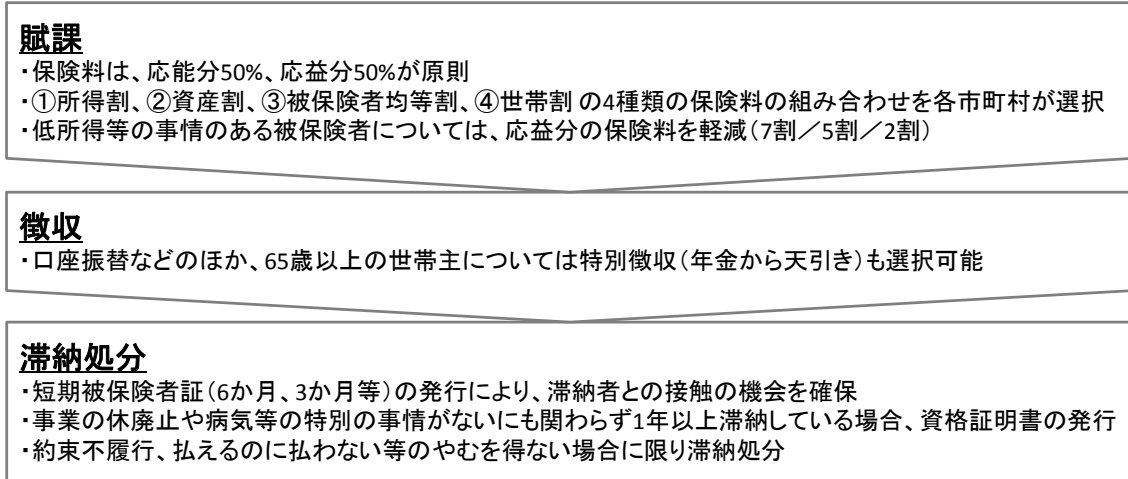 賦課
・保険料は、応能分50%、応益分50%が原則
・①所得割、②資産割、③被保険者均等割、④世帯割 の4種類の保険料の組み合わせを各市町村が選択
・低所得等の事情のある被保険者については、応益分の保険料を軽減（7割／5割／2割）
徴収
・口座振替などのほか、65歳以上の世帯主については特別徴収（年金から天引き）も選択可能
滞納処分
・短期被保険者証（6か月、3か月等）の発行により、滞納者との接触の機会を確保
・事業の休廃止や病気等の特別の事情がないにも関わらず1年以上滞納している場合、資格証明書の発行
・約束不履行、払えるのに払わない等のやむを得ない場合に限り滞納処分